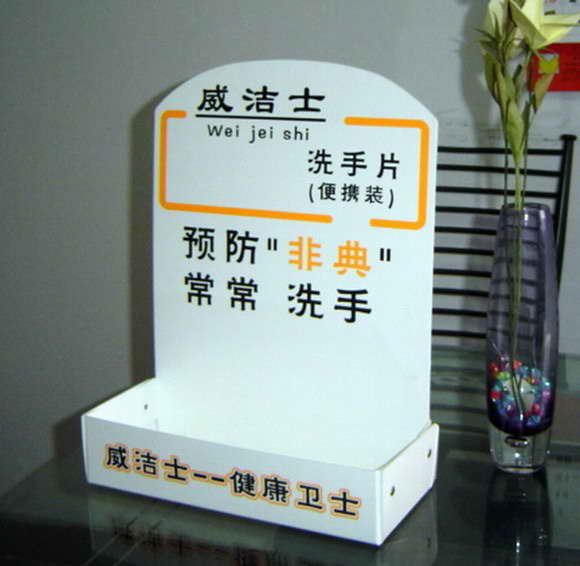 威洁士
Wei jei shi
洗手片
(便携装)
预防"非典"
常常 洗手
威洁士--健康卫士